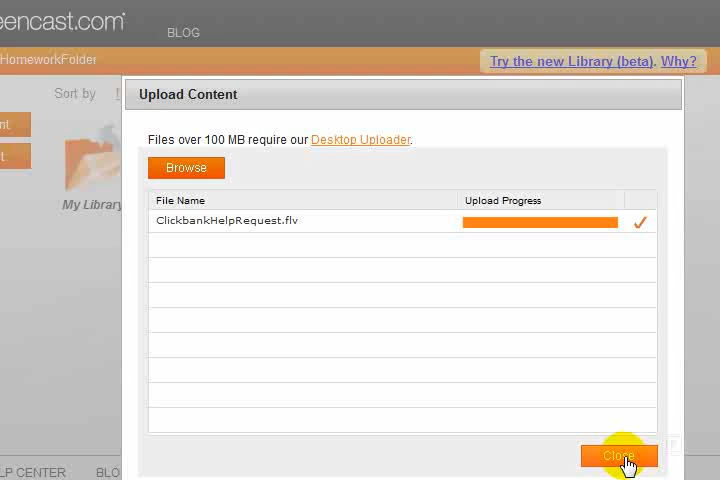 eencast.com
BLOG
HomeworkFolder
Try the new Library (beta). Why?
Sort by
Upload Content
Files over 100 MB require our Desktop Uploader.
Browse
My Library
File Name Upload Progress
ClickbankHelpRequest.flv
Close
LP CENTER BLO